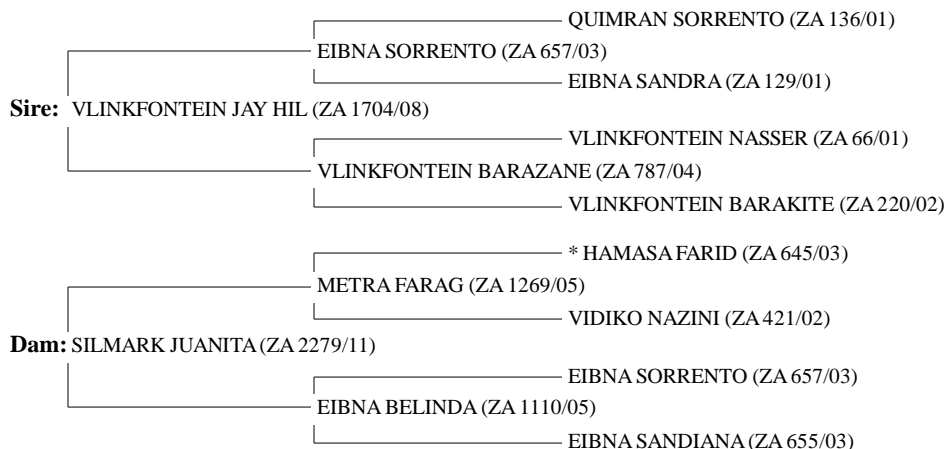 QUIMRAN SORRENTO (ZA 136/01)
EIBNA SORRENTO (ZA 657/03)
EIBNA SANDRA (ZA 129/01)
Sire: VLINKFONTEIN JAY HIL (ZA 1704/08)
VLINKFONTEIN NASSER (ZA 66/01)
VLINKFONTEIN BARAZANE (ZA 787/04)
VLINKFONTEIN BARAKITE (ZA 220/02)
* HAMASA FARID (ZA 645/03)
METRA FARAG (ZA 1269/05)
VIDIKO NAZINI (ZA 421/02)
Dam: SILMARK JUANITA (ZA 2279/11)
EIBNA SORRENTO (ZA 657/03)
EIBNA BELINDA (ZA 1110/05)
EIBNA SANDIANA (ZA 655/03)